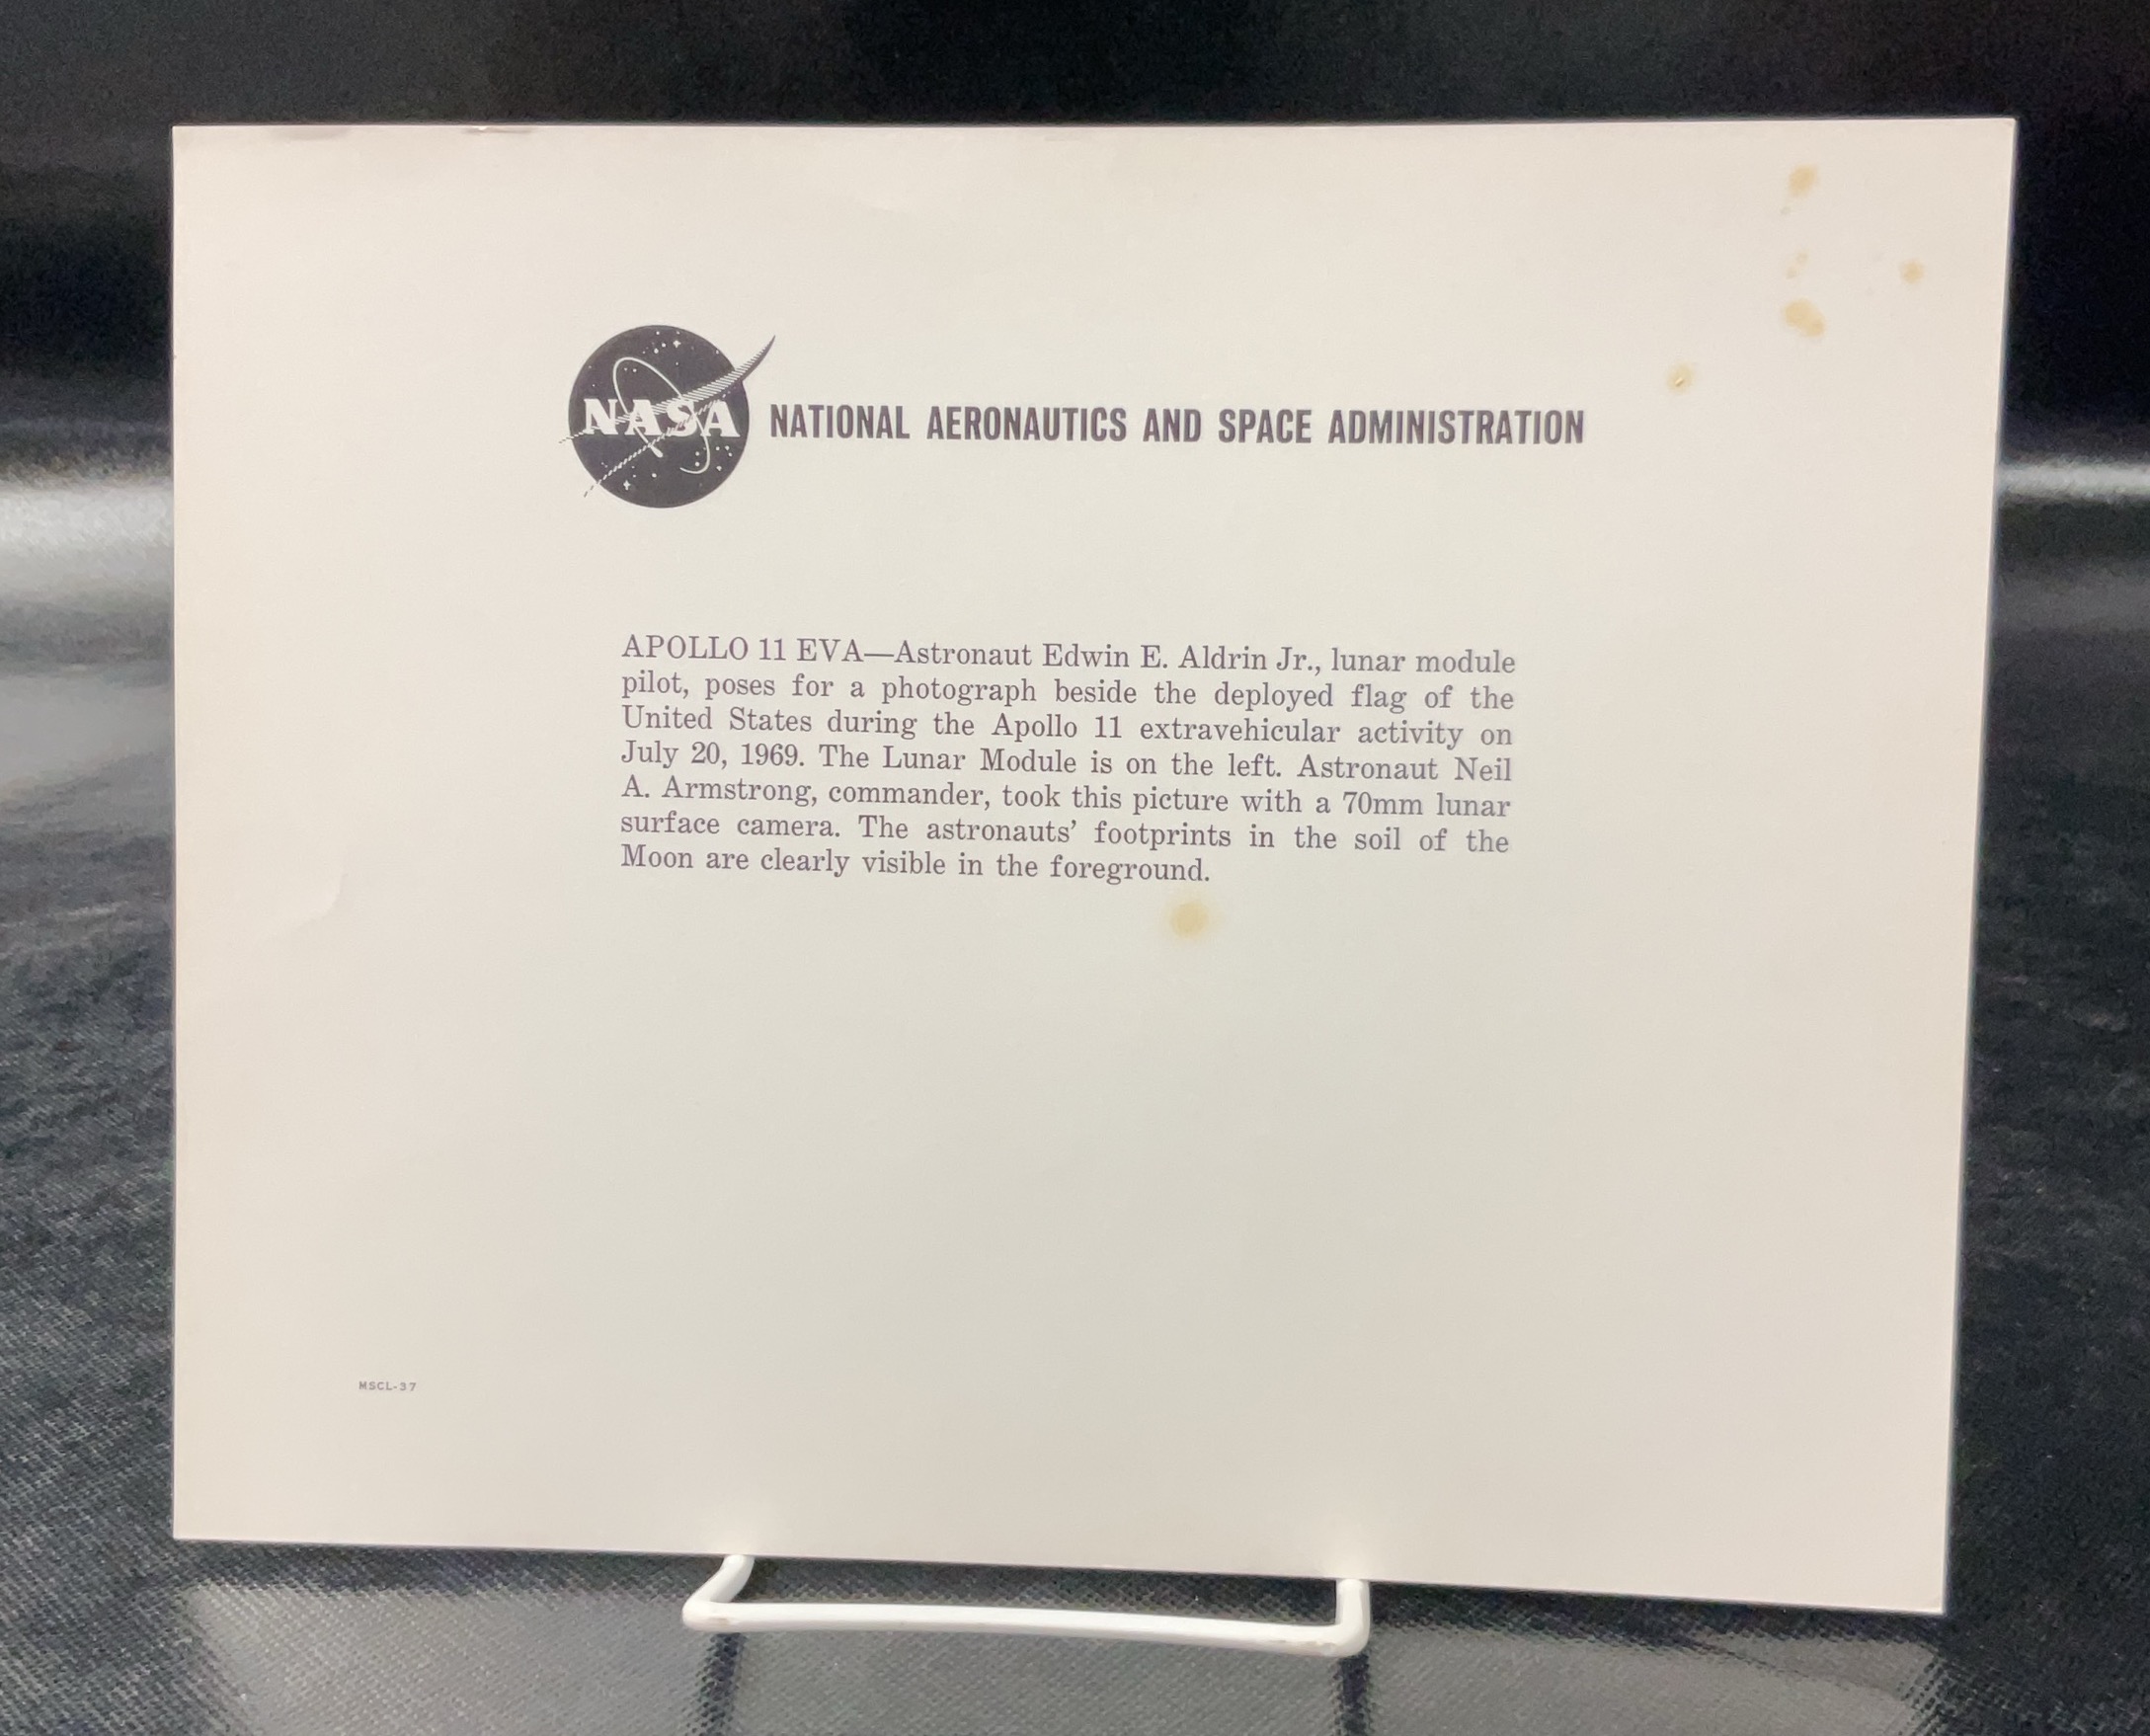 NASA NATIONAL AERONAUTICS AND SPACE ADMINISTRATION
APOLLO 11 EVA—Astronaut Edwin E. Aldrin Jr., lunar module
pilot, poses for a photograph beside the deployed flag of the
United States during the Apollo 11 extravehicular activity on
July 20, 1969. The Lunar Module is on the left. Astronaut Neil
A. Armstrong, commander, took this picture with a 70mm lunar
surface camera. The astronauts’ footprints in the soil of the
Moon are clearly visible in the foreground.
MSCL-37